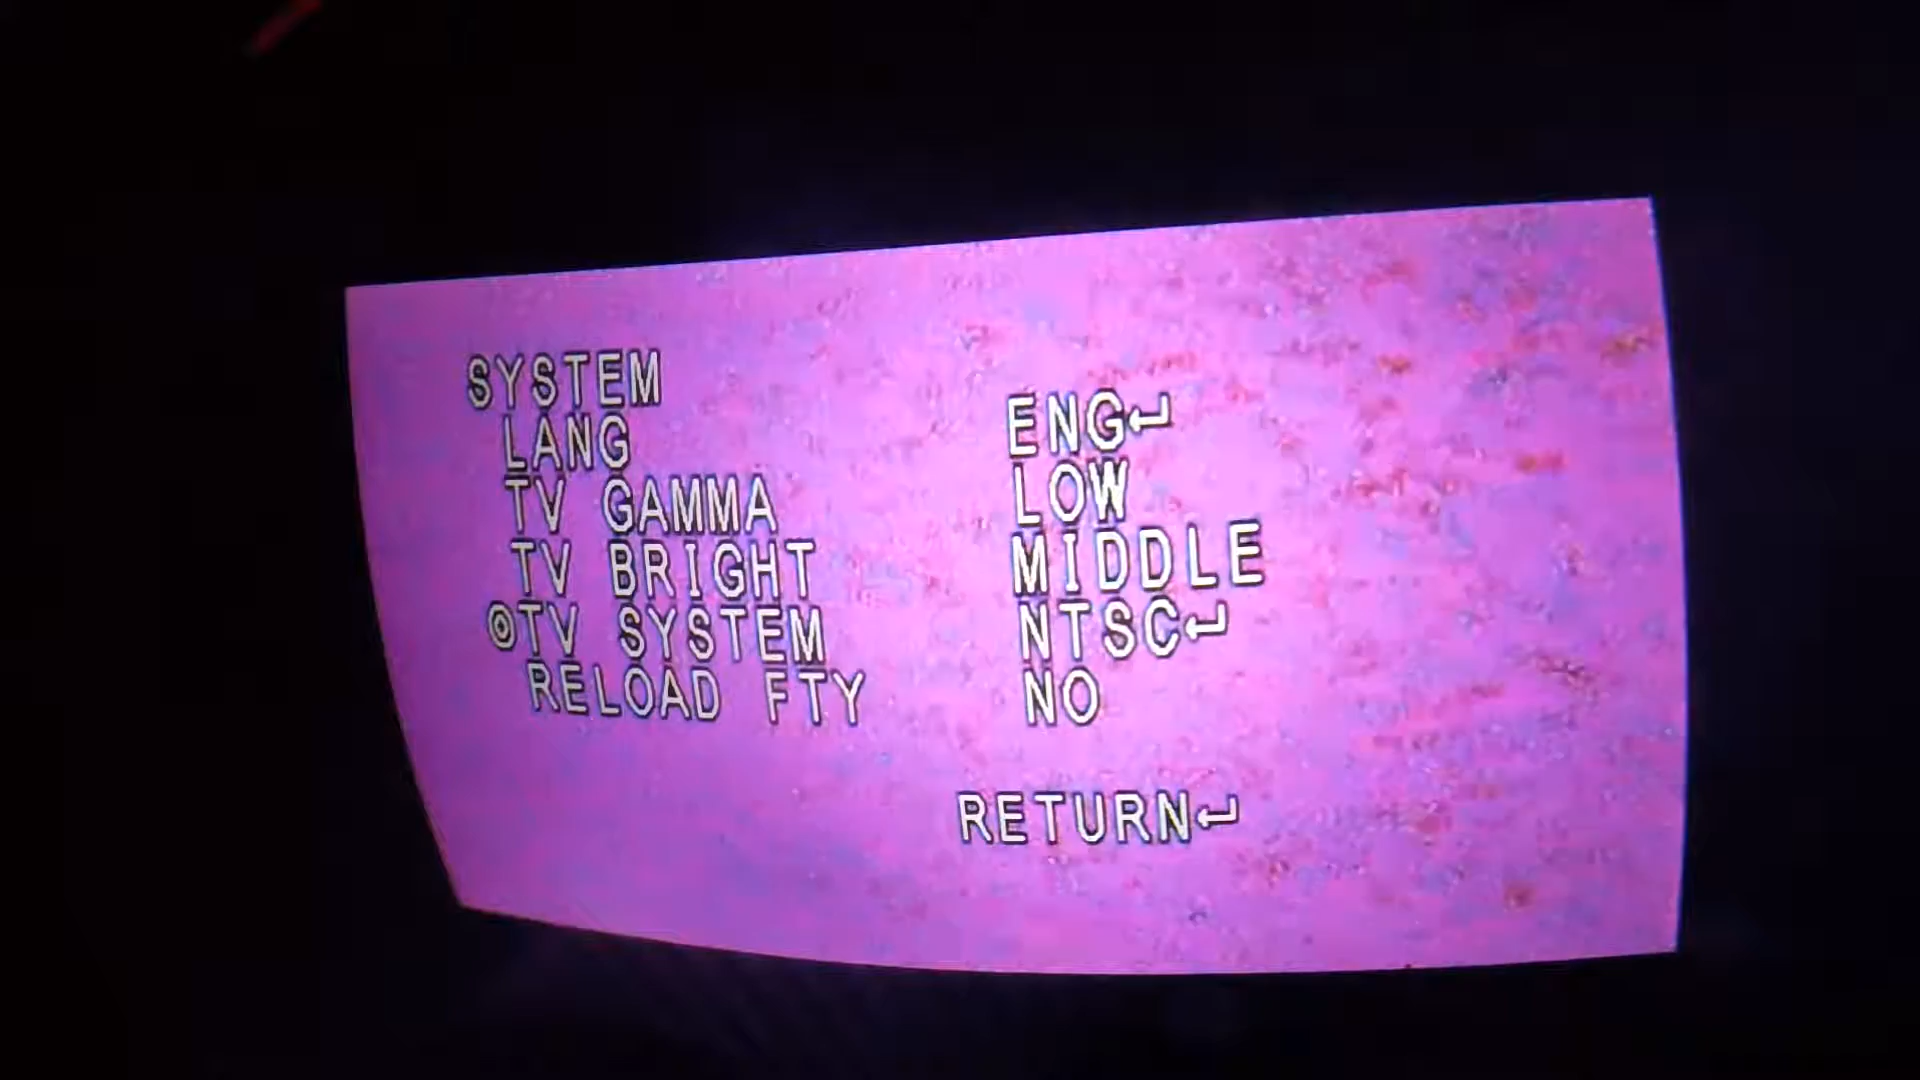 SYSTEM
LANG ENG↵
TV GAMMA LOW
TV BRIGHT MIDDLE
⊙TV SYSTEM NTSC↵
RELOAD FTY NO
RETURN↵